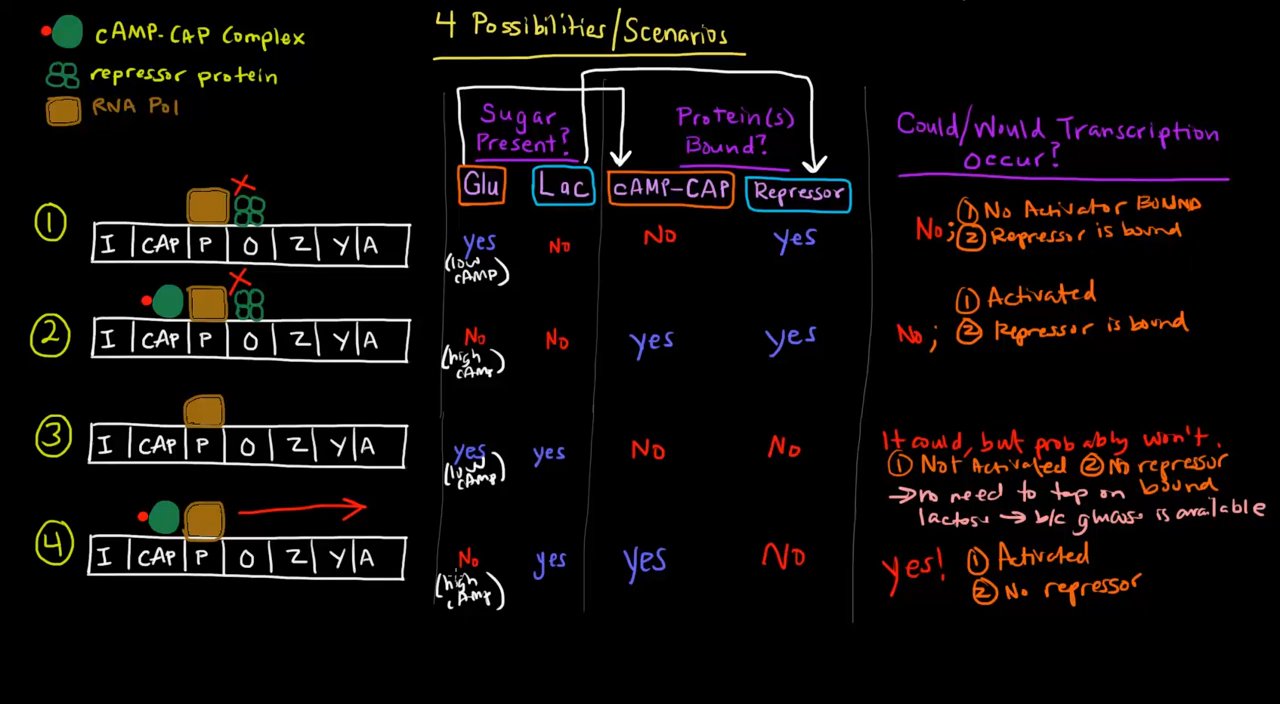 4 Possibilities/Scenarios
cAMP-CAP Complex
repressor protein
RNA Pol
Sugar Present?
Protein(s) Bound?
Could/Would Transcription occur?
Glu Lac cAMP-CAP Repressor
1
I CAP P O Z Y A
yes (low cAMP) No No yes
No; 1 No Activator Bound
2 Repressor is bound
2
I CAP P O Z Y A
No (high cAMP) No yes yes
No; 1 Activated
2 Repressor is bound
3
I CAP P O Z Y A
yes (low cAMP) yes No No
It could, but probably won't.
1 Not Activated 2 No repressor bound
→ no need to tap on
lactose → b/c glucose is available
4
I CAP P O Z Y A
No (high cAMP) yes yes No
yes! 1 Activated
2 No repressor